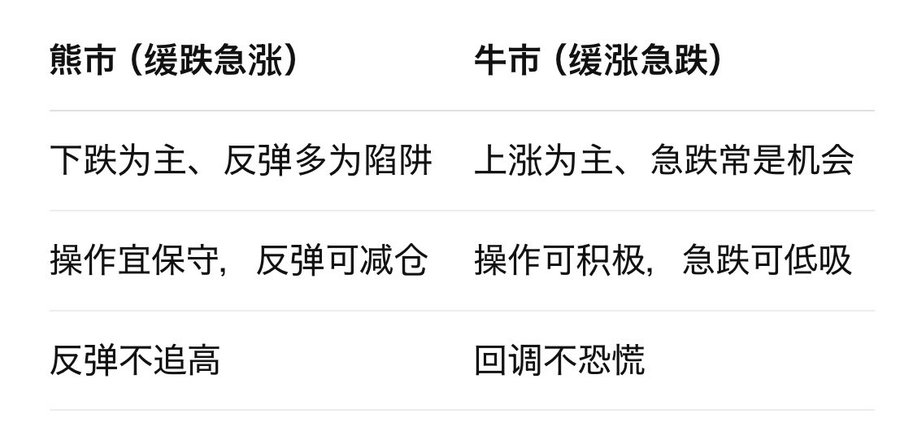 熊市（缓跌急涨） 牛市（缓涨急跌）
下跌为主、反弹多为陷阱 上涨为主、急跌常是机会
操作宜保守，反弹可减仓 操作可积极，急跌可低吸
反弹不追高 回调不恐慌